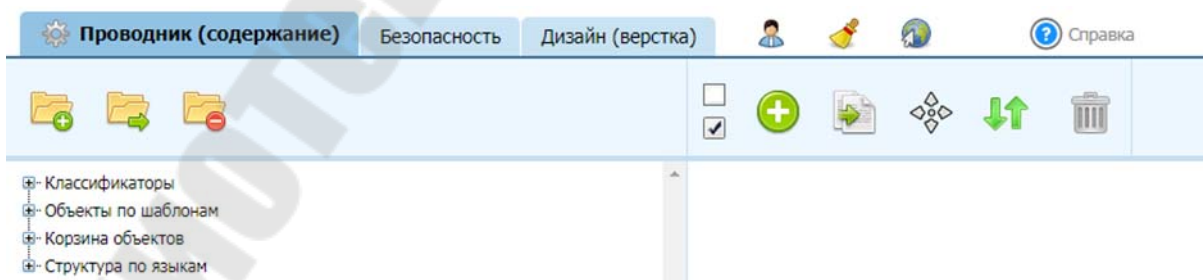 Проводник (содержание) Безопасность Дизайн (верстка) Справка
Классификаторы
Объекты по шаблонам
Корзина объектов
Структура по языкам